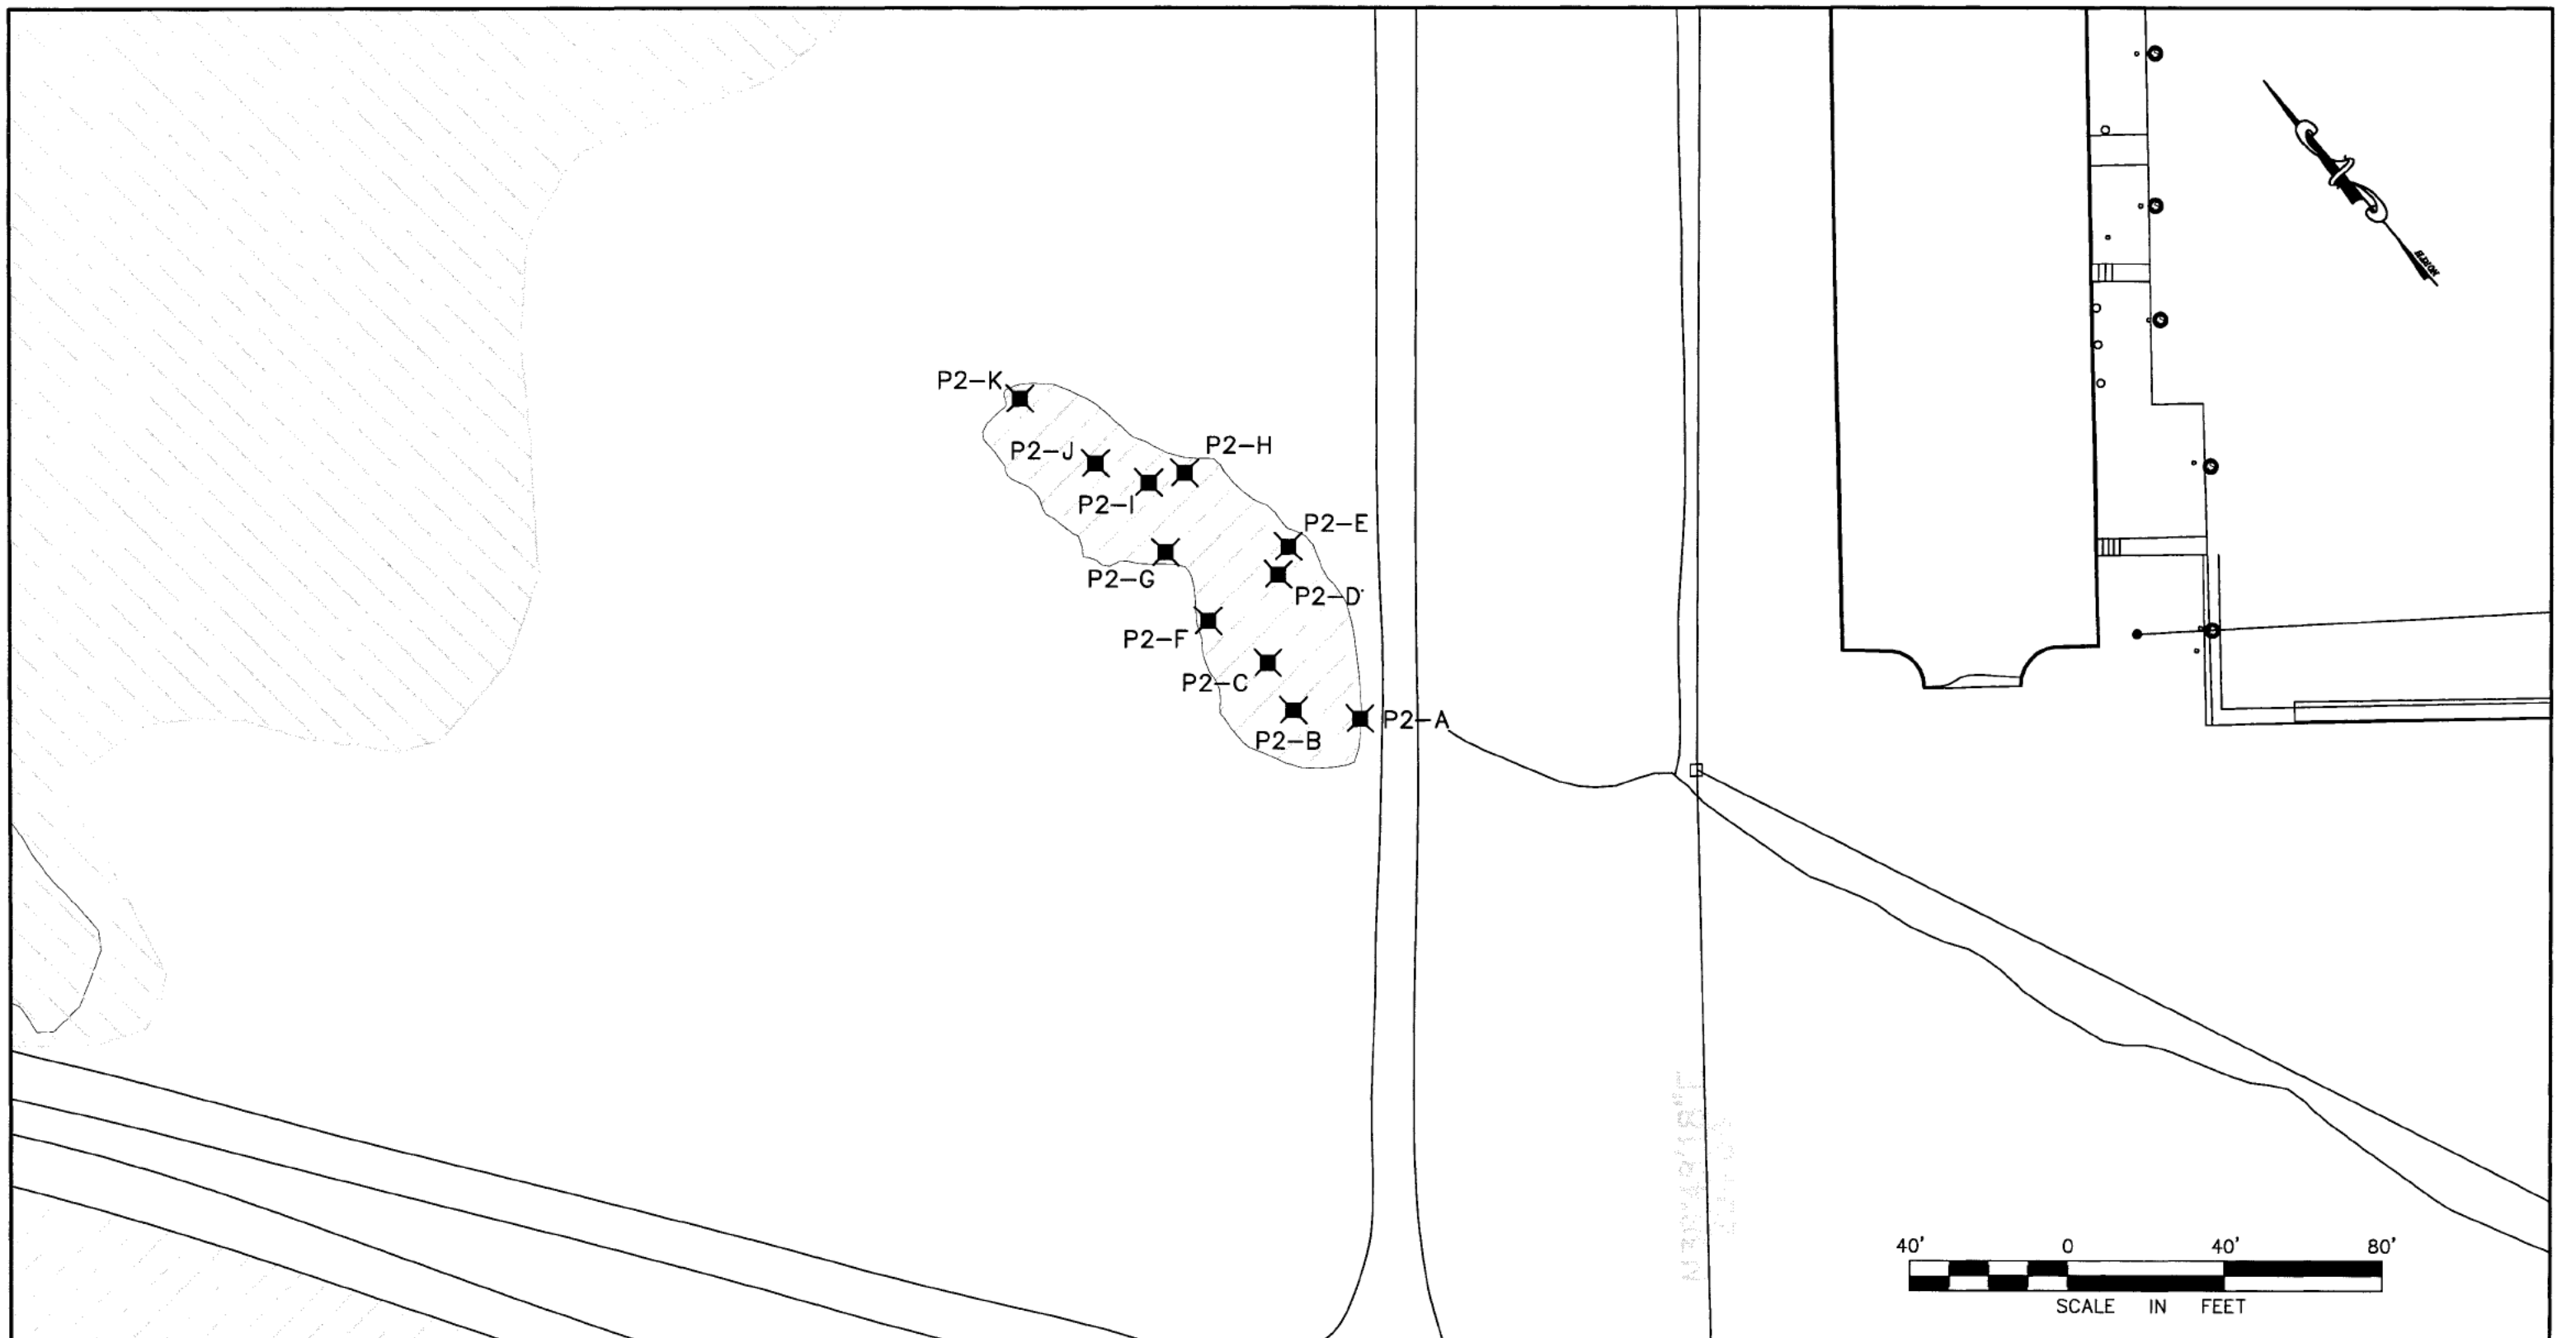 P2-K
P2-H
P2-J
P2-I
P2-E
P2-G
P2-D
P2-F
P2-C
P2-A
P2-B
40' 0 40' 80'
SCALE IN FEET